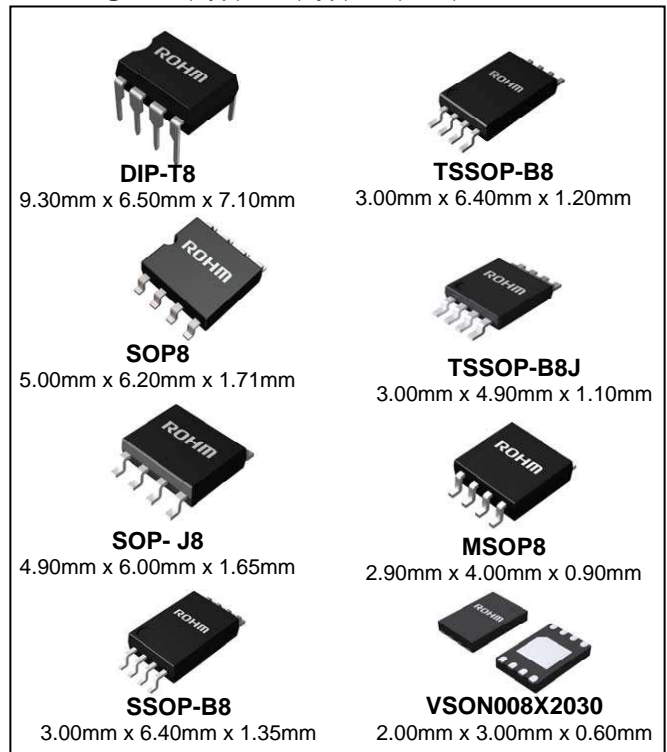 ROHM
DIP-T8
9.30mm x 6.50mm x 7.10mm
ROHM
SOP8
5.00mm x 6.20mm x 1.71mm
ROHM
SOP- J8
4.90mm x 6.00mm x 1.65mm
ROHM
SSOP-B8
3.00mm x 6.40mm x 1.35mm
ROHM
TSSOP-B8
3.00mm x 6.40mm x 1.20mm
ROHM
TSSOP-B8J
3.00mm x 4.90mm x 1.10mm
ROHM
MSOP8
2.90mm x 4.00mm x 0.90mm
ROHM
VSON008X2030
2.00mm x 3.00mm x 0.60mm